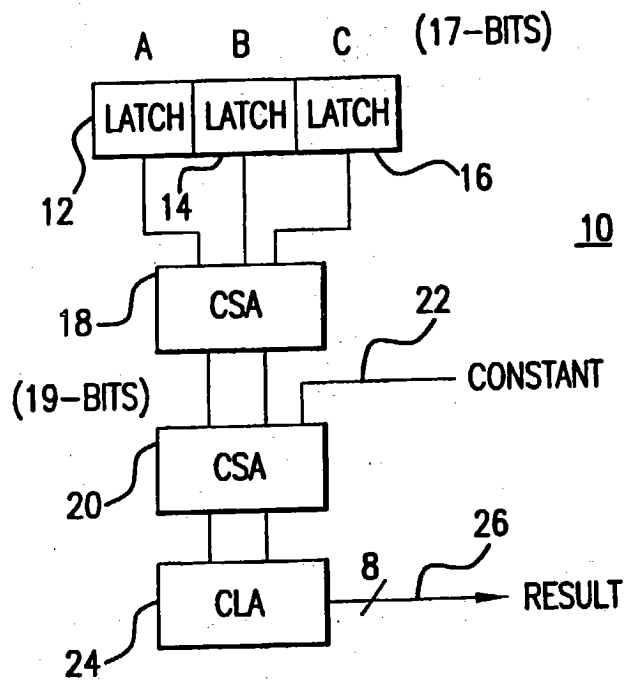 A B C (17-BITS)
LATCH LATCH LATCH
12 14 16
10
CSA
18 22
CONSTANT
(19-BITS)
CSA
20
8 26
CLA RESULT
24